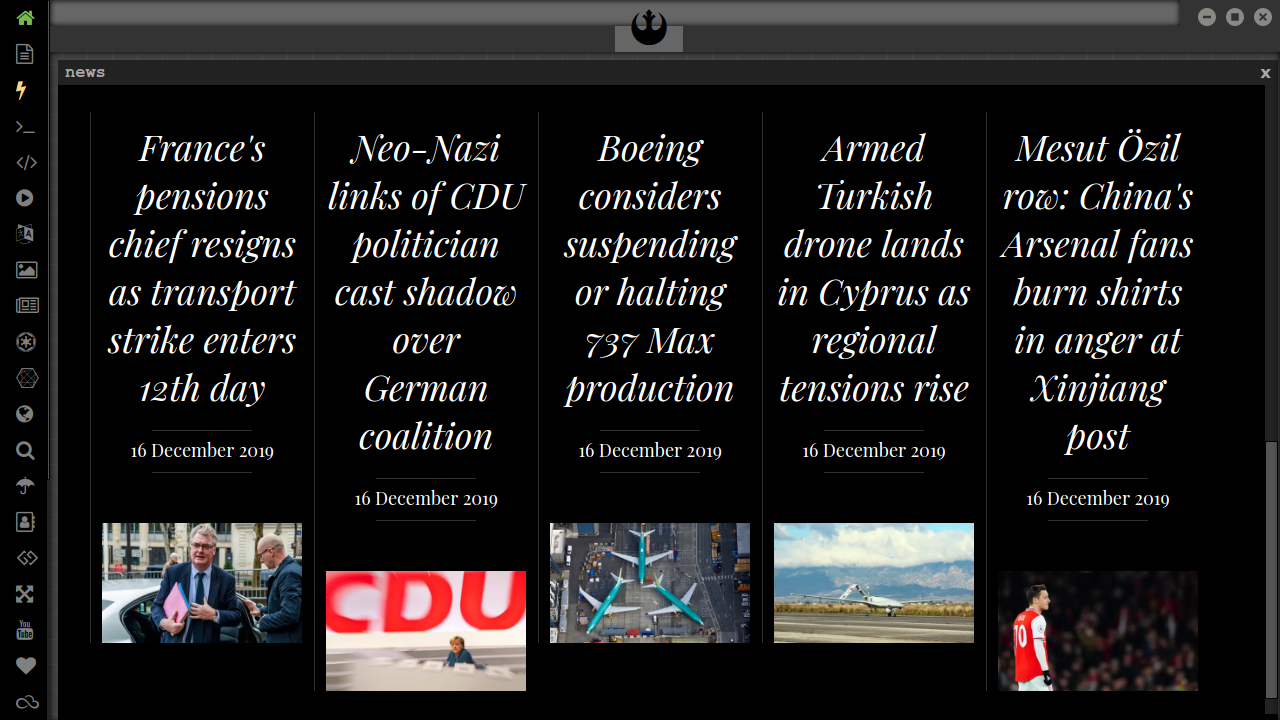 news
x
France's
pensions
chief resigns
as transport
strike enters
12th day
16 December 2019
Neo-Nazi
links of CDU
politician
cast shadow
over
German
coalition
16 December 2019
CDU
Boeing
considers
suspending
or halting
737 Max
production
16 December 2019
Armed
Turkish
drone lands
in Cyprus as
regional
tensions rise
16 December 2019
Mesut Özil
row: China's
Arsenal fans
burn shirts
in anger at
Xinjiang
post
16 December 2019
10
You
Tube